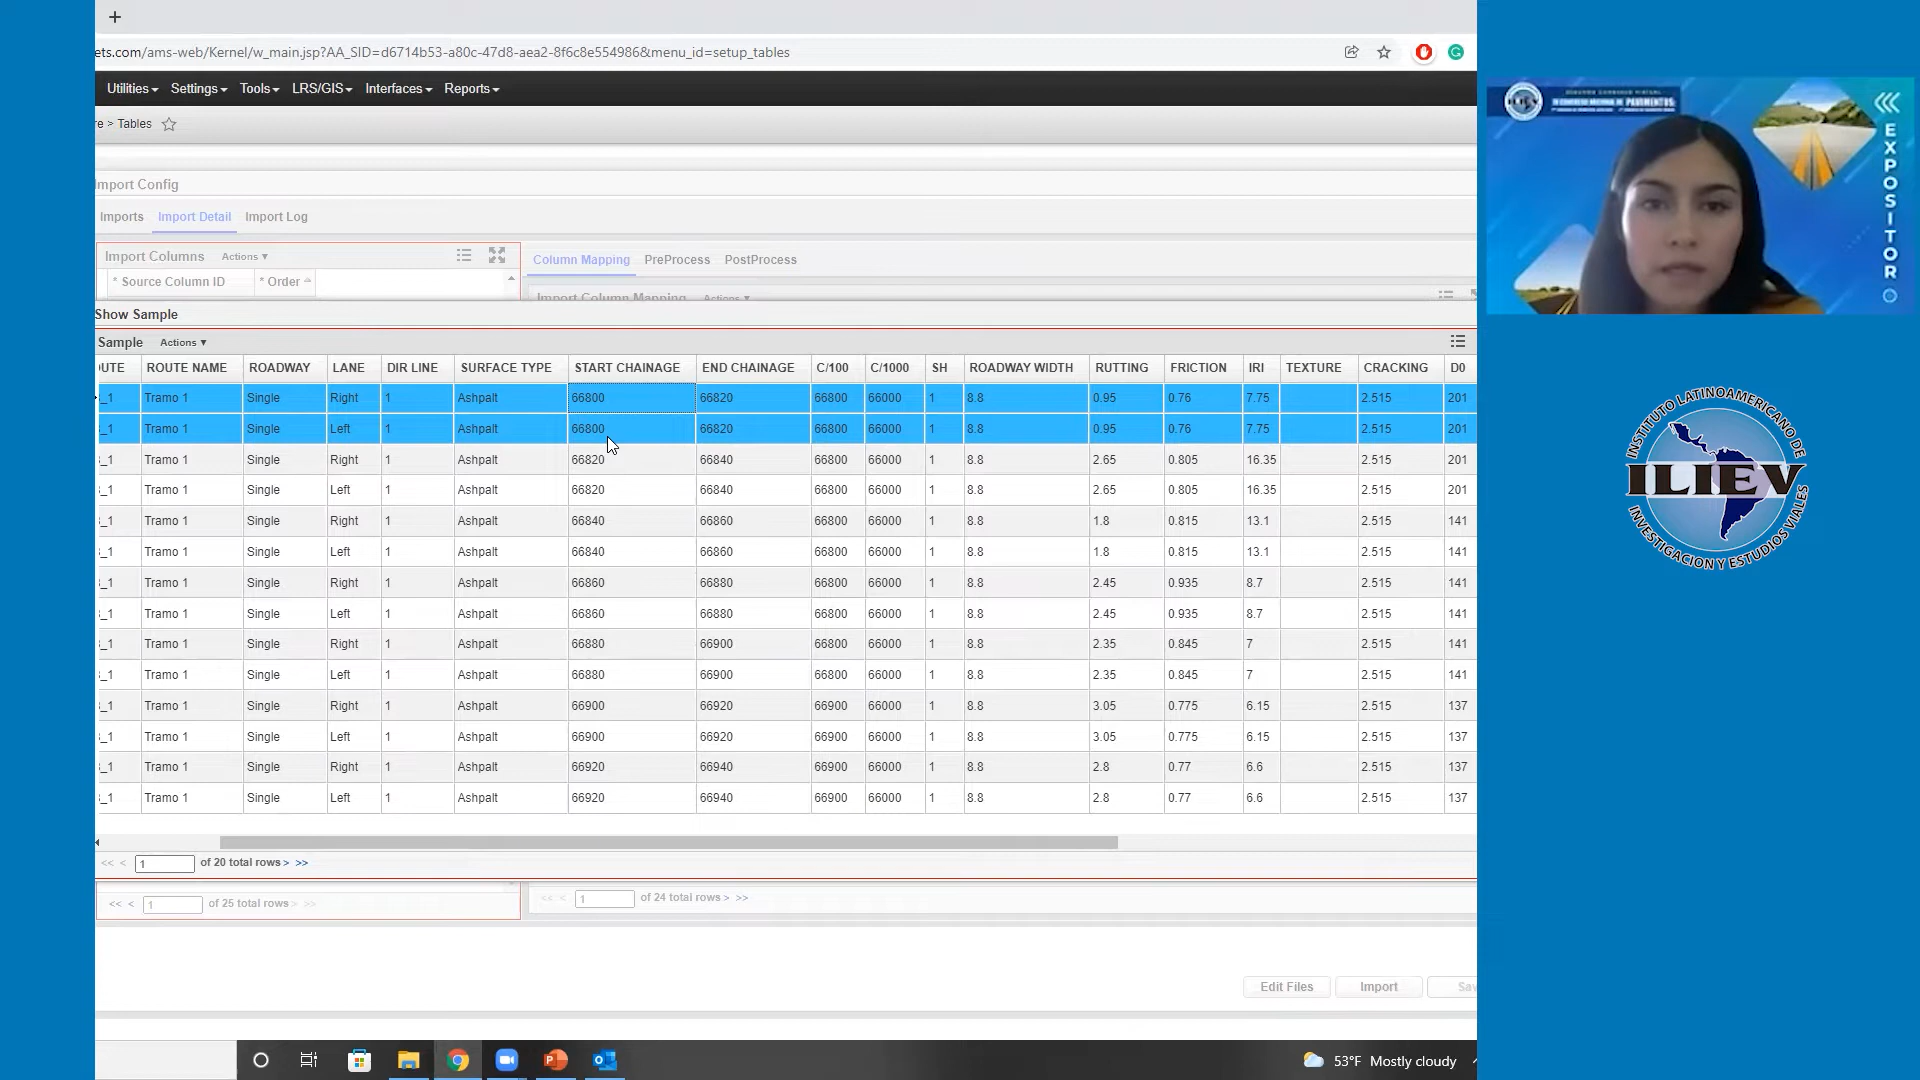 ets.com/ams-web/Kernel/w_main.jsp?AA_SID=d6714b53-a80c-47d8-aea2-8f6c8e554986&menu_id=setup_tables
Utilities Settings Tools LRS/GIS Interfaces Reports
re > Tables
Import Config
Imports Import Detail Import Log
Import Columns Actions
* Source Column ID * Order
Column Mapping PreProcess PostProcess
Import Column Mapping Actions
Show Sample
Sample Actions
UTE ROUTE NAME ROADWAY LANE DIR LINE SURFACE TYPE START CHAINAGE END CHAINAGE C/100 C/1000 SH ROADWAY WIDTH RUTTING FRICTION IRI TEXTURE CRACKING D0
_1 Tramo 1 Single Right 1 Ashpalt 66800 66820 66800 66000 1 8.8 0.95 0.76 7.75 2.515 201
_1 Tramo 1 Single Left 1 Ashpalt 66800 66820 66800 66000 1 8.8 0.95 0.76 7.75 2.515 201
_1 Tramo 1 Single Right 1 Ashpalt 66820 66840 66800 66000 1 8.8 2.65 0.805 16.35 2.515 201
_1 Tramo 1 Single Left 1 Ashpalt 66820 66840 66800 66000 1 8.8 2.65 0.805 16.35 2.515 201
_1 Tramo 1 Single Right 1 Ashpalt 66840 66860 66800 66000 1 8.8 1.8 0.815 13.1 2.515 141
_1 Tramo 1 Single Left 1 Ashpalt 66840 66860 66800 66000 1 8.8 1.8 0.815 13.1 2.515 141
_1 Tramo 1 Single Right 1 Ashpalt 66860 66880 66800 66000 1 8.8 2.45 0.935 8.7 2.515 141
_1 Tramo 1 Single Left 1 Ashpalt 66860 66880 66800 66000 1 8.8 2.45 0.935 8.7 2.515 141
_1 Tramo 1 Single Right 1 Ashpalt 66880 66900 66800 66000 1 8.8 2.35 0.845 7 2.515 141
_1 Tramo 1 Single Left 1 Ashpalt 66880 66900 66800 66000 1 8.8 2.35 0.845 7 2.515 141
_1 Tramo 1 Single Right 1 Ashpalt 66900 66920 66900 66000 1 8.8 3.05 0.775 6.15 2.515 137
_1 Tramo 1 Single Left 1 Ashpalt 66900 66920 66900 66000 1 8.8 3.05 0.775 6.15 2.515 137
_1 Tramo 1 Single Right 1 Ashpalt 66920 66940 66900 66000 1 8.8 2.8 0.77 6.6 2.515 137
_1 Tramo 1 Single Left 1 Ashpalt 66920 66940 66900 66000 1 8.8 2.8 0.77 6.6 2.515 137
<< < 1 of 20 total rows > >>
<< < 1 of 25 total rows > >>
<< < 1 of 24 total rows > >>
Edit Files Import Sav
53°F Mostly cloudy
IV CONGRESO NACIONAL DE PAVIMENTOS
EXPOSITOR
INSTITUTO LATINOAMERICANO DE
ILIEV
INVESTIGACION Y ESTUDIOS VIALES